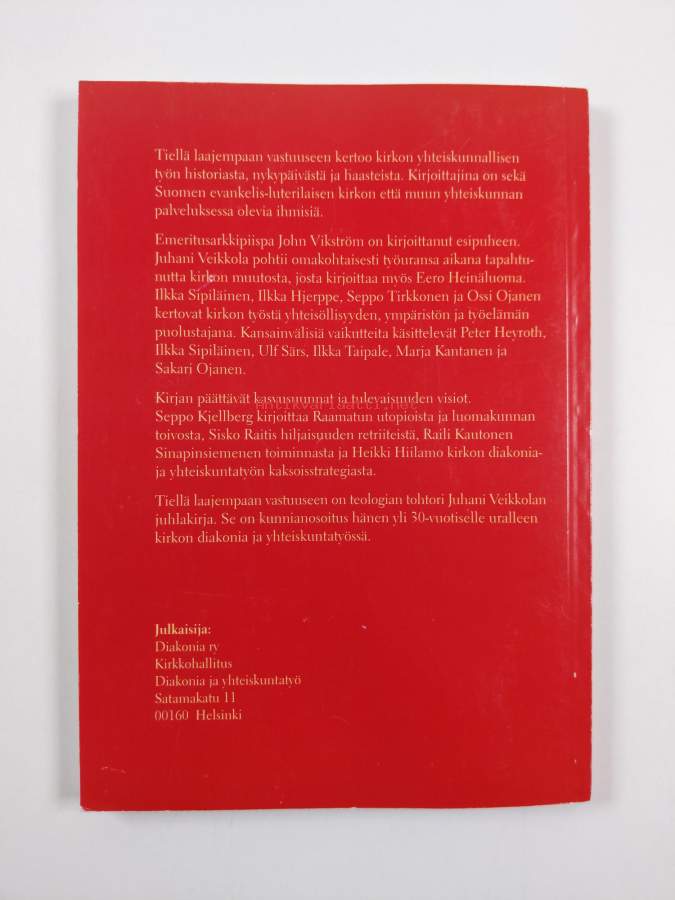 Tiellä laajempaan vastuuseen kertoo kirkon yhteiskunnallisen
työn historiasta, nykypäivästä ja haasteista. Kirjoittajina on sekä
Suomen evankelis-luterilaisen kirkon että muun yhteiskunnan
palveluksessa olevia ihmisiä.
Emeritusarkkipiispa John Vikström on kirjoittanut esipuheen.
Juhani Veikkola pohtii omakohtaisesti työuransa aikana tapahtu-
nutta kirkon muutosta, josta kirjoittaa myös Eero Heinäluoma.
Ilkka Sipiläinen, Ilkka Hjerppe, Seppo Tirkkonen ja Ossi Ojanen
kertovat kirkon työstä yhteisöllisyyden, ympäristön ja työelämän
puolustajana. Kansainvälisiä vaikutteita käsittelevät Peter Heyroth,
Ilkka Sipiläinen, Ulf Särs, Ilkka Taipale, Marja Kantanen ja
Sakari Ojanen.
Kirjan päättävät kasvusuunnat ja tulevaisuuden visiot.
antikvariaatti.net
Seppo Kjellberg kirjoittaa Raamatun utopioista ja luomakunnan
toivosta, Sisko Raitis hiljaisuuden retriiteistä, Raili Kautonen
Sinapinsiemenen toiminnasta ja Heikki Hiilamo kirkon diakonia-
ja yhteiskuntatyön kaksoisstrategiasta.
Tiellä laajempaan vastuuseen on teologian tohtori Juhani Veikkolan
juhlakirja. Se on kunnianosoitus hänen yli 30-vuotiselle uralleen
kirkon diakonia ja yhteiskuntatyössä.
Julkaisija:
Diakonia ry
Kirkkohallitus
Diakonia ja yhteiskuntatyö
Satamakatu 11
00160 Helsinki